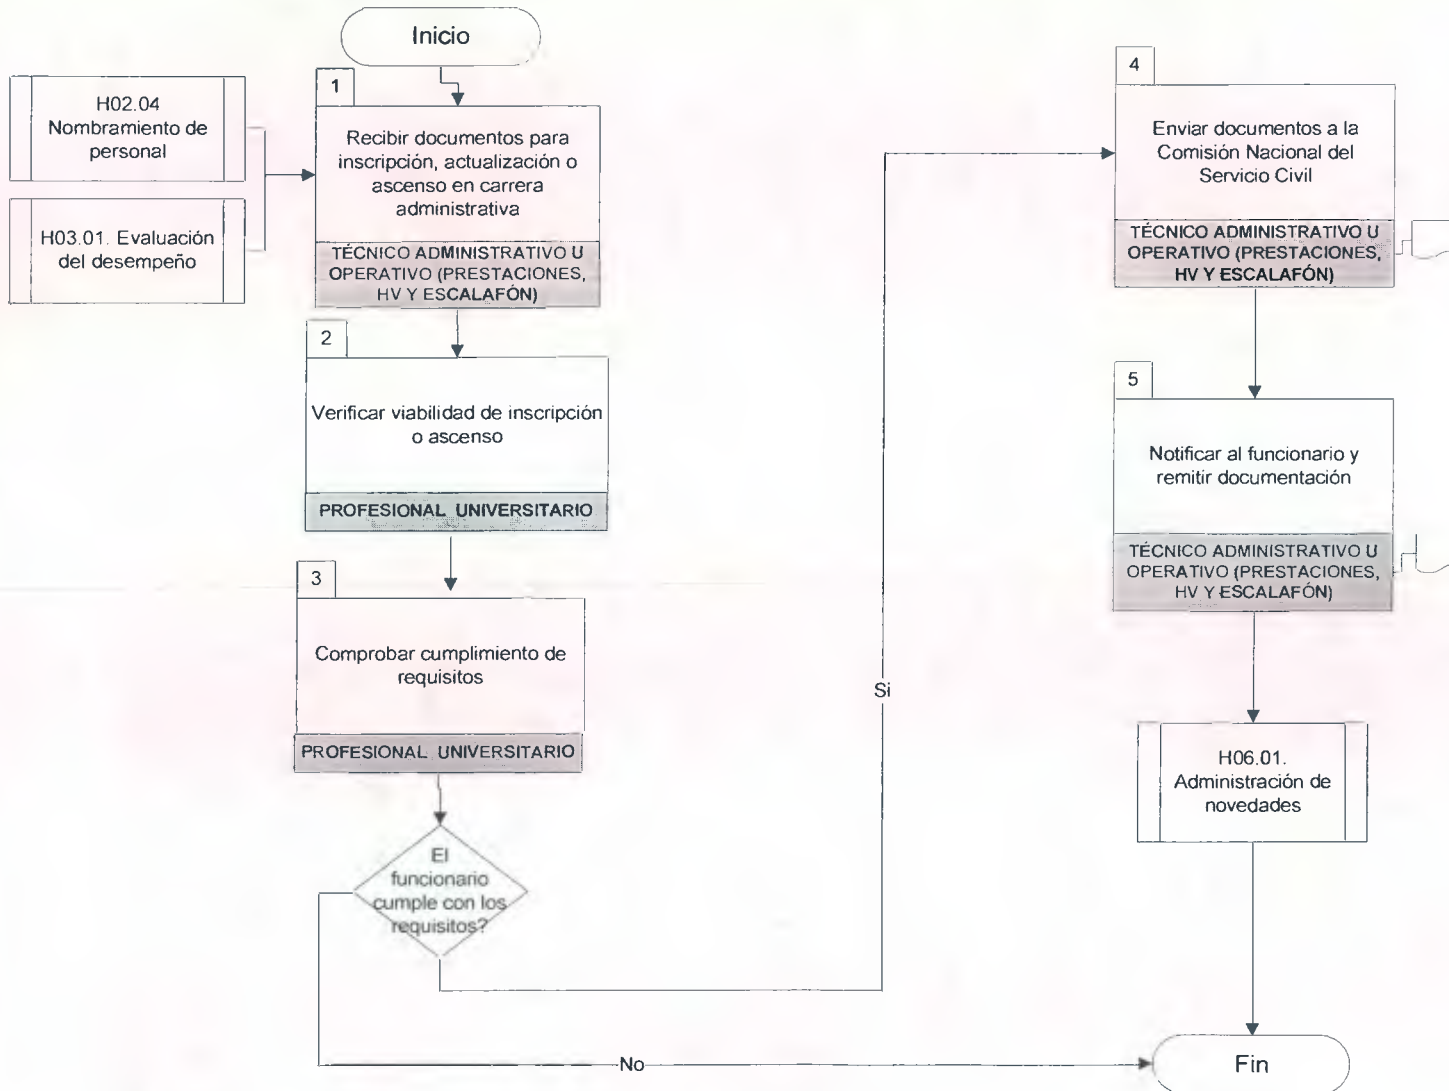 Inicio
H02.04
Nombramiento de
personal
H03.01. Evaluación
del desempeño
1
Recibir documentos para
inscripción, actualización o
ascenso en carrera
administrativa
TÉCNICO ADMINISTRATIVO U
OPERATIVO (PRESTACIONES,
HV Y ESCALAFÓN)
2
Verificar viabilidad de inscripción
o ascenso
PROFESIONAL UNIVERSITARIO
3
Comprobar cumplimiento de
requisitos
PROFESIONAL UNIVERSITARIO
El
funcionario
cumple con los
requisitos?
No
Si
4
Enviar documentos a la
Comisión Nacional del
Servicio Civil
TÉCNICO ADMINISTRATIVO U
OPERATIVO (PRESTACIONES,
HV Y ESCALAFÓN)
5
Notificar al funcionario y
remitir documentación
TÉCNICO ADMINISTRATIVO U
OPERATIVO (PRESTACIONES,
HV Y ESCALAFÓN)
H06.01.
Administración de
novedades
Fin